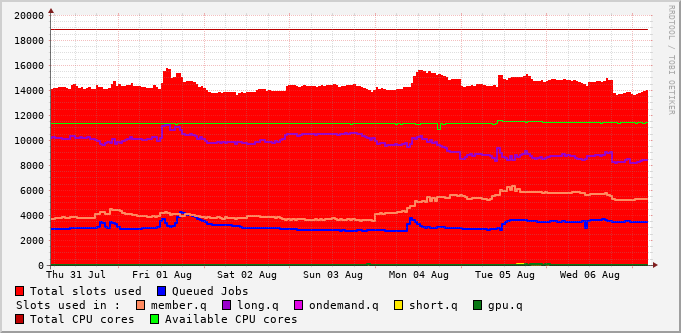 20000
18000
16000
14000
12000
10000
8000
6000
4000
2000
0
Thu 31 Jul Fri 01 Aug Sat 02 Aug Sun 03 Aug Mon 04 Aug Tue 05 Aug Wed 06 Aug
Total slots used Queued Jobs
Slots used in : member.q long.q ondemand.q short.q gpu.q
Total CPU cores Available CPU cores
RRDTOOL / TOBI OETIKER